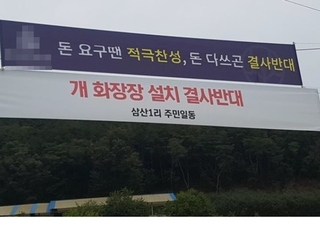 돈 요구땐 적극찬성, 돈 다쓰곤 결사반대
개 화장장 설치 결사반대
삼산1리 주민일동